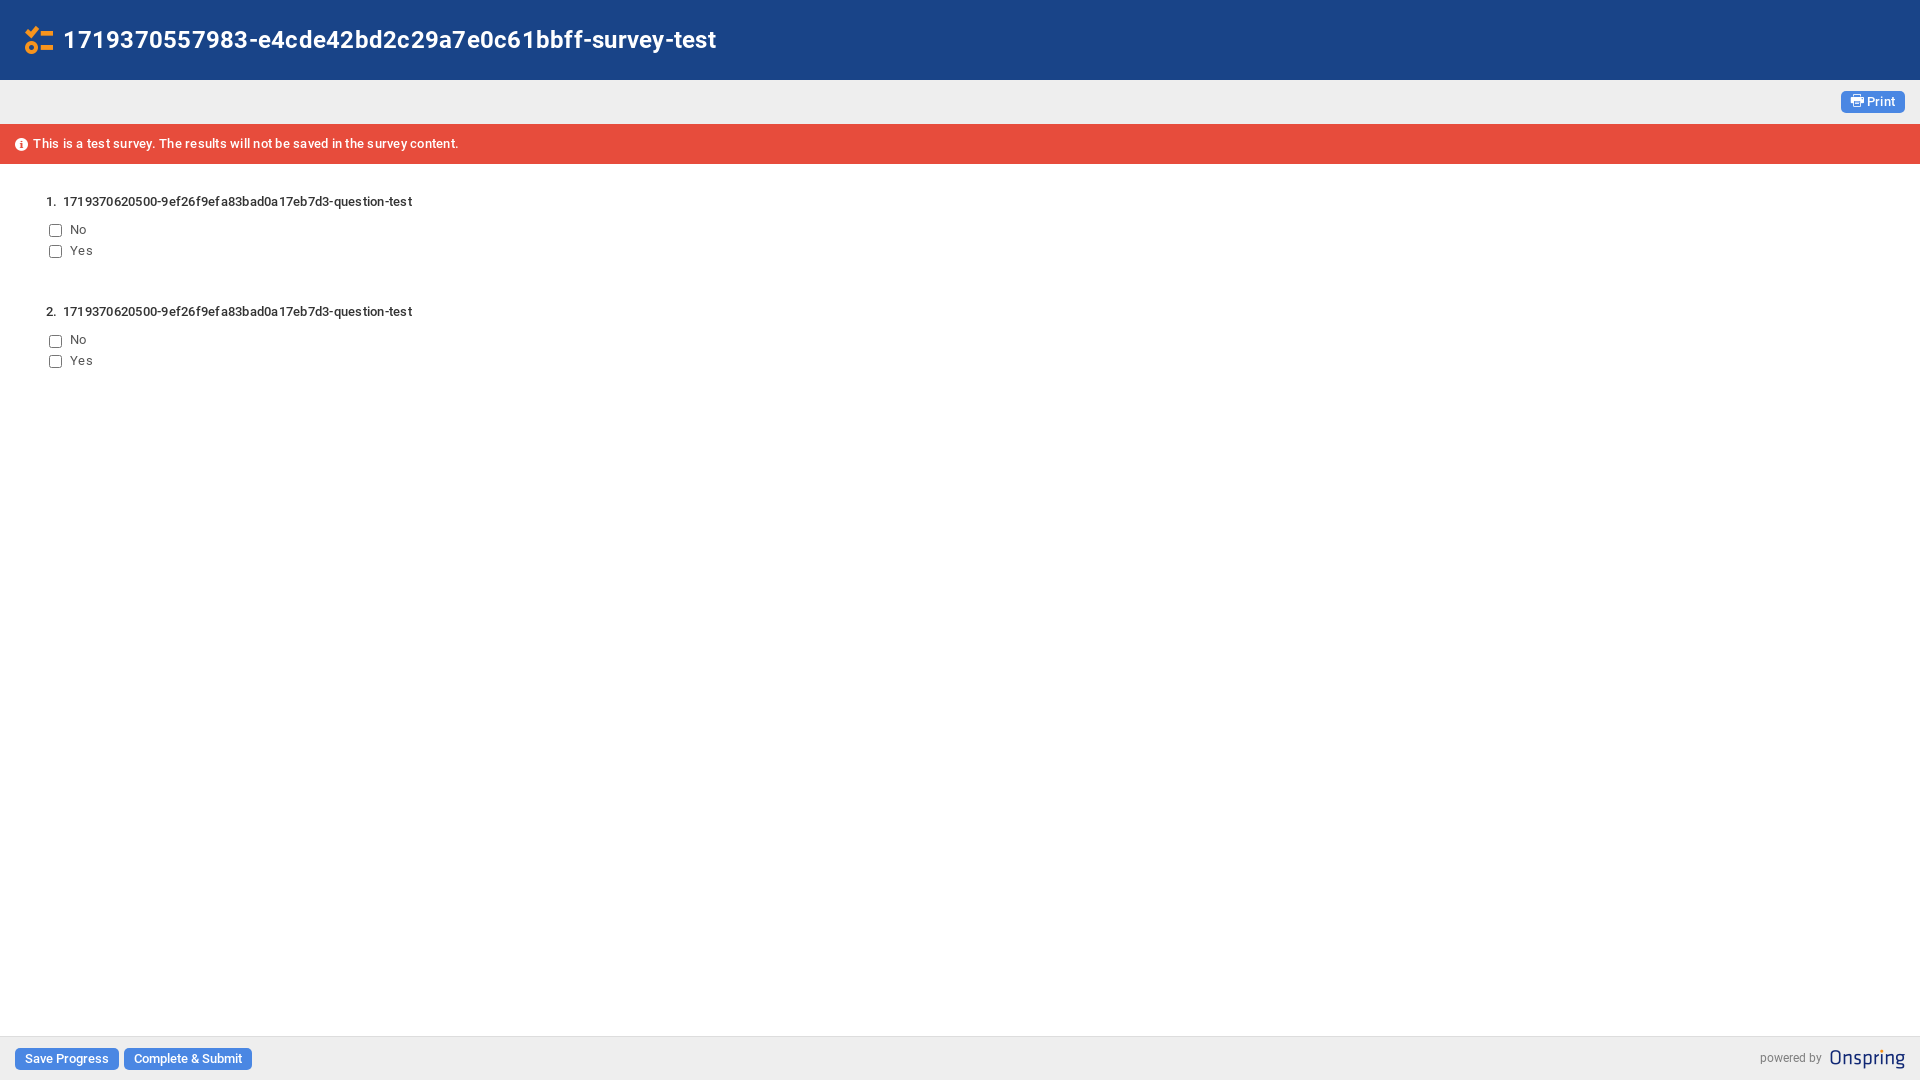 1719370557983-e4cde42bd2c29a7e0c61bbff-survey-test
Print
This is a test survey. The results will not be saved in the survey content.
1. 1719370620500-9ef26f9efa83bad0a17eb7d3-question-test
No
Yes
2. 1719370620500-9ef26f9efa83bad0a17eb7d3-question-test
No
Yes
Save Progress Complete & Submit powered by Onspring